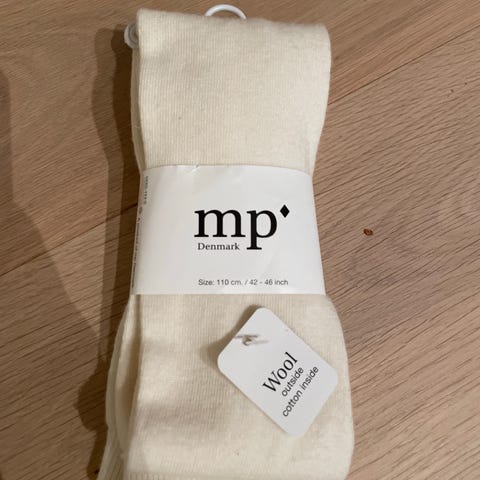 mp
Denmark
Size: 110 cm. / 42 - 46 inch
Wool
outside
cotton inside